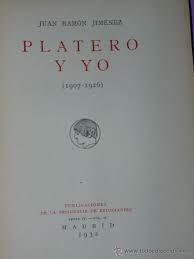 JUAN RAMÓN JIMÉNEZ
PLATERO
Y YO
(1907-1916)
PUBLICACIONES
DE LA RESIDENCIA DE ESTUDIANTES
MADRID